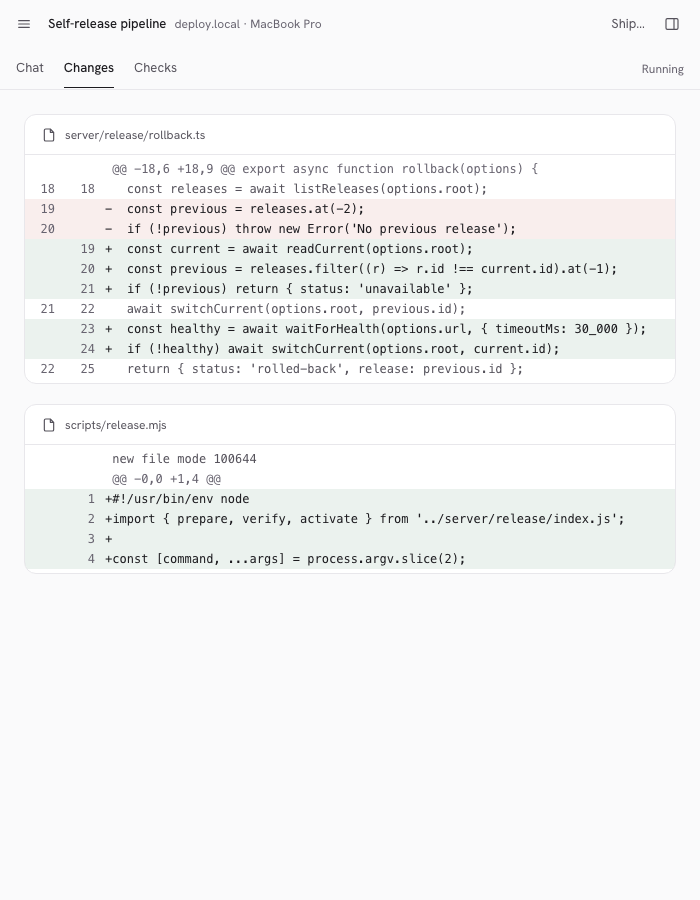 Self-release pipeline deploy.local · MacBook Pro Ship...
Chat Changes Checks Running
server/release/rollback.ts
@@ -18,6 +18,9 @@ export async function rollback(options) {
18 18 const releases = await listReleases(options.root);
19 - const previous = releases.at(-2);
20 - if (!previous) throw new Error('No previous release');
19 + const current = await readCurrent(options.root);
20 + const previous = releases.filter((r) => r.id !== current.id).at(-1);
21 + if (!previous) return { status: 'unavailable' };
21 22 await switchCurrent(options.root, previous.id);
23 + const healthy = await waitForHealth(options.url, { timeoutMs: 30_000 });
24 + if (!healthy) await switchCurrent(options.root, current.id);
22 25 return { status: 'rolled-back', release: previous.id };
scripts/release.mjs
new file mode 100644
@@ -0,0 +1,4 @@
1 +#!/usr/bin/env node
2 +import { prepare, verify, activate } from '../server/release/index.js';
3 +
4 +const [command, ...args] = process.argv.slice(2);